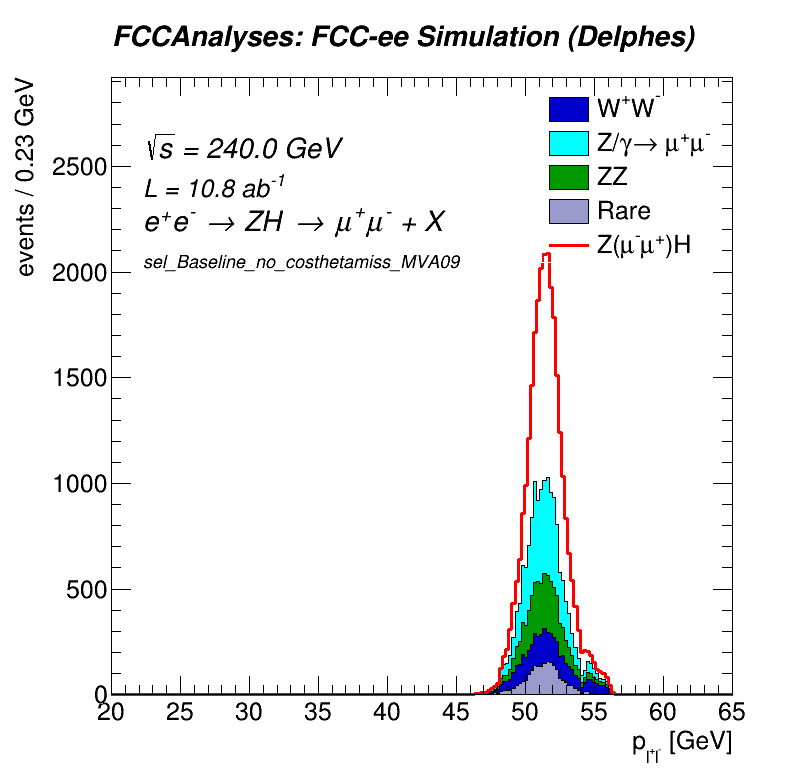 FCCAnalyses: FCC-ee Simulation (Delphes)
events / 0.23 GeV
√s = 240.0 GeV
L = 10.8 ab⁻¹
e⁺e⁻ → ZH → μ⁺μ⁻ + X
sel_Baseline_no_costhetamiss_MVA09
W⁺W⁻
Z/γ→ μ⁺μ⁻
ZZ
Rare
Z(μ⁻μ⁺)H
2500
2000
1500
1000
500
0
20 25 30 35 40 45 50 55 60 65
p_l⁺l⁻ [GeV]